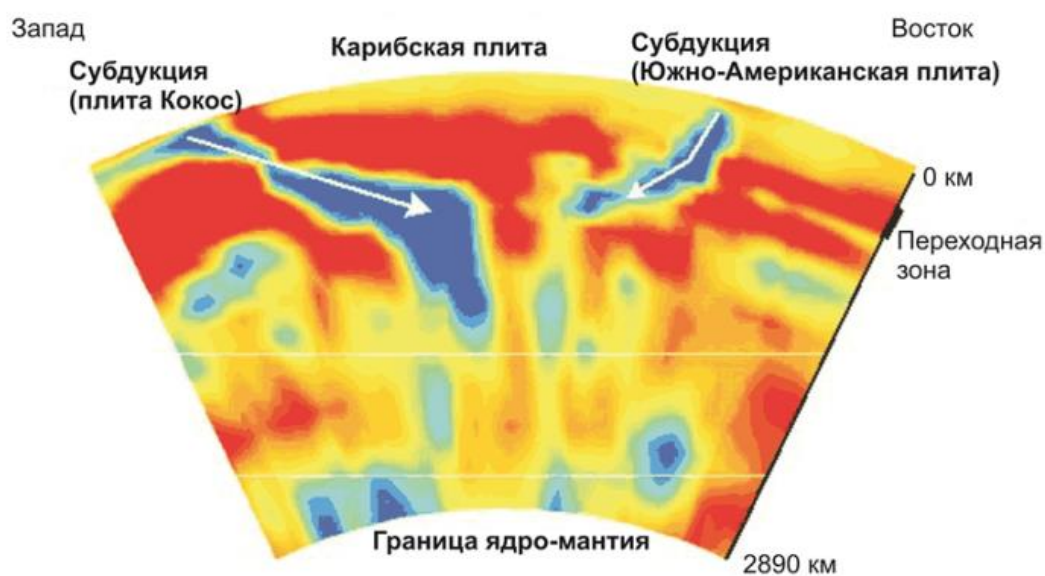 Запад
Восток
Карибская плита
Субдукция
(плита Кокос)
Субдукция
(Южно-Американская плита)
0 км
Переходная
зона
Граница ядро-мантия
2890 км